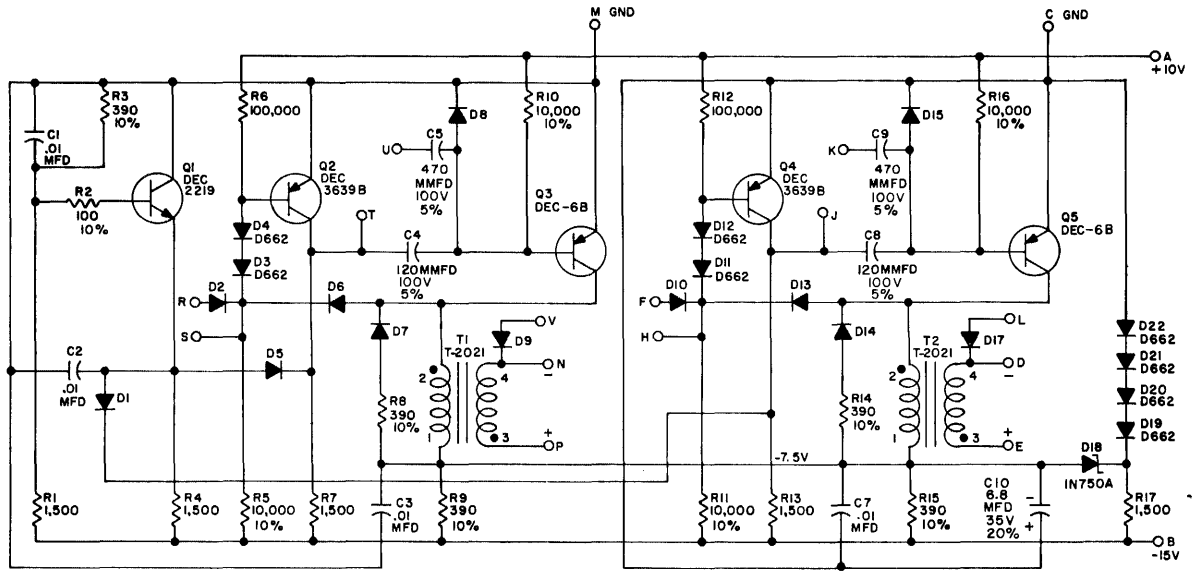 M GND
C GND
A
+10V
R3
390
10%
C1
.01
MFD
R2
100
10%
Q1
DEC
2219
R6
100,000
Q2
DEC
3639B
T
U
C5
470
MMFD
100V
5%
D8
R10
10,000
10%
Q3
DEC-6B
C4
120MMFD
100V
5%
D4
D662
D3
D662
R
D2
S
D6
D5
D7
C2
.01
MFD
D1
R8
390
10%
T1
T-2021
2
1
4
3
V
D9
N
-
+
P
R1
1,500
R4
1,500
R5
10,000
10%
R7
1,500
C3
.01
MFD
R9
390
10%
R12
100,000
Q4
DEC
3639B
J
K
C9
470
MMFD
100V
5%
D15
R16
10,000
10%
Q5
DEC-6B
C8
120MMFD
100V
5%
D12
D662
D11
D662
F
D10
H
D13
D14
R14
390
10%
T2
T-2021
2
1
4
3
L
D17
D
-
+
E
D22
D662
D21
D662
D20
D662
D19
D662
-7.5V
D18
IN750A
R11
10,000
10%
R13
1,500
C7
.01
MFD
R15
390
10%
C10
6.8
MFD
35V
20%
-
+
R17
1,500
B
-15V